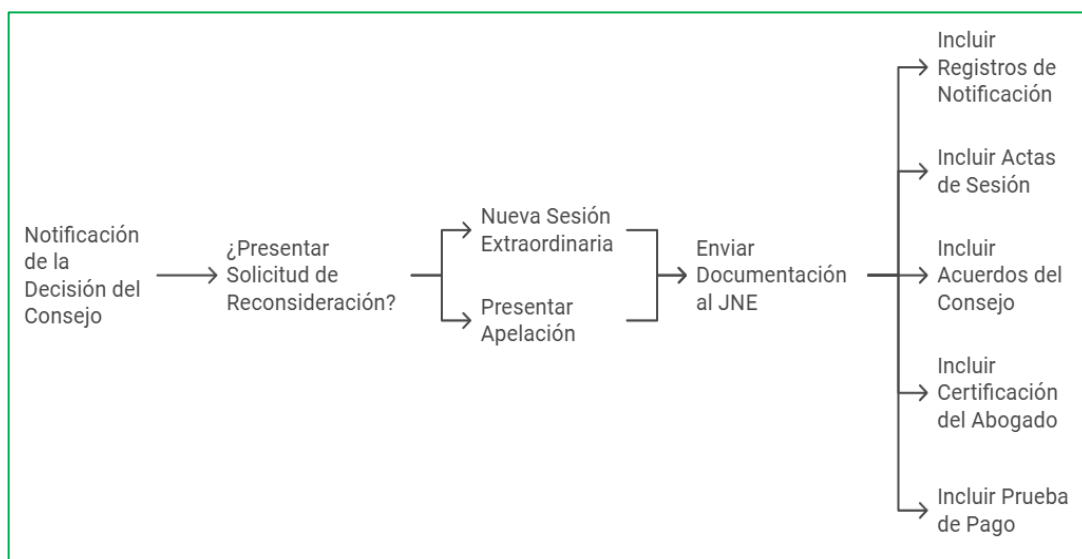 Notificación
de la
Decisión del
Consejo
¿Presentar
Solicitud de
Reconsideración?
Nueva Sesión
Extraordinaria
Presentar
Apelación
Enviar
Documentación
al JNE
Incluir
Registros de
Notificación
Incluir Actas
de Sesión
Incluir
Acuerdos del
Consejo
Incluir
Certificación
del Abogado
Incluir Prueba
de Pago